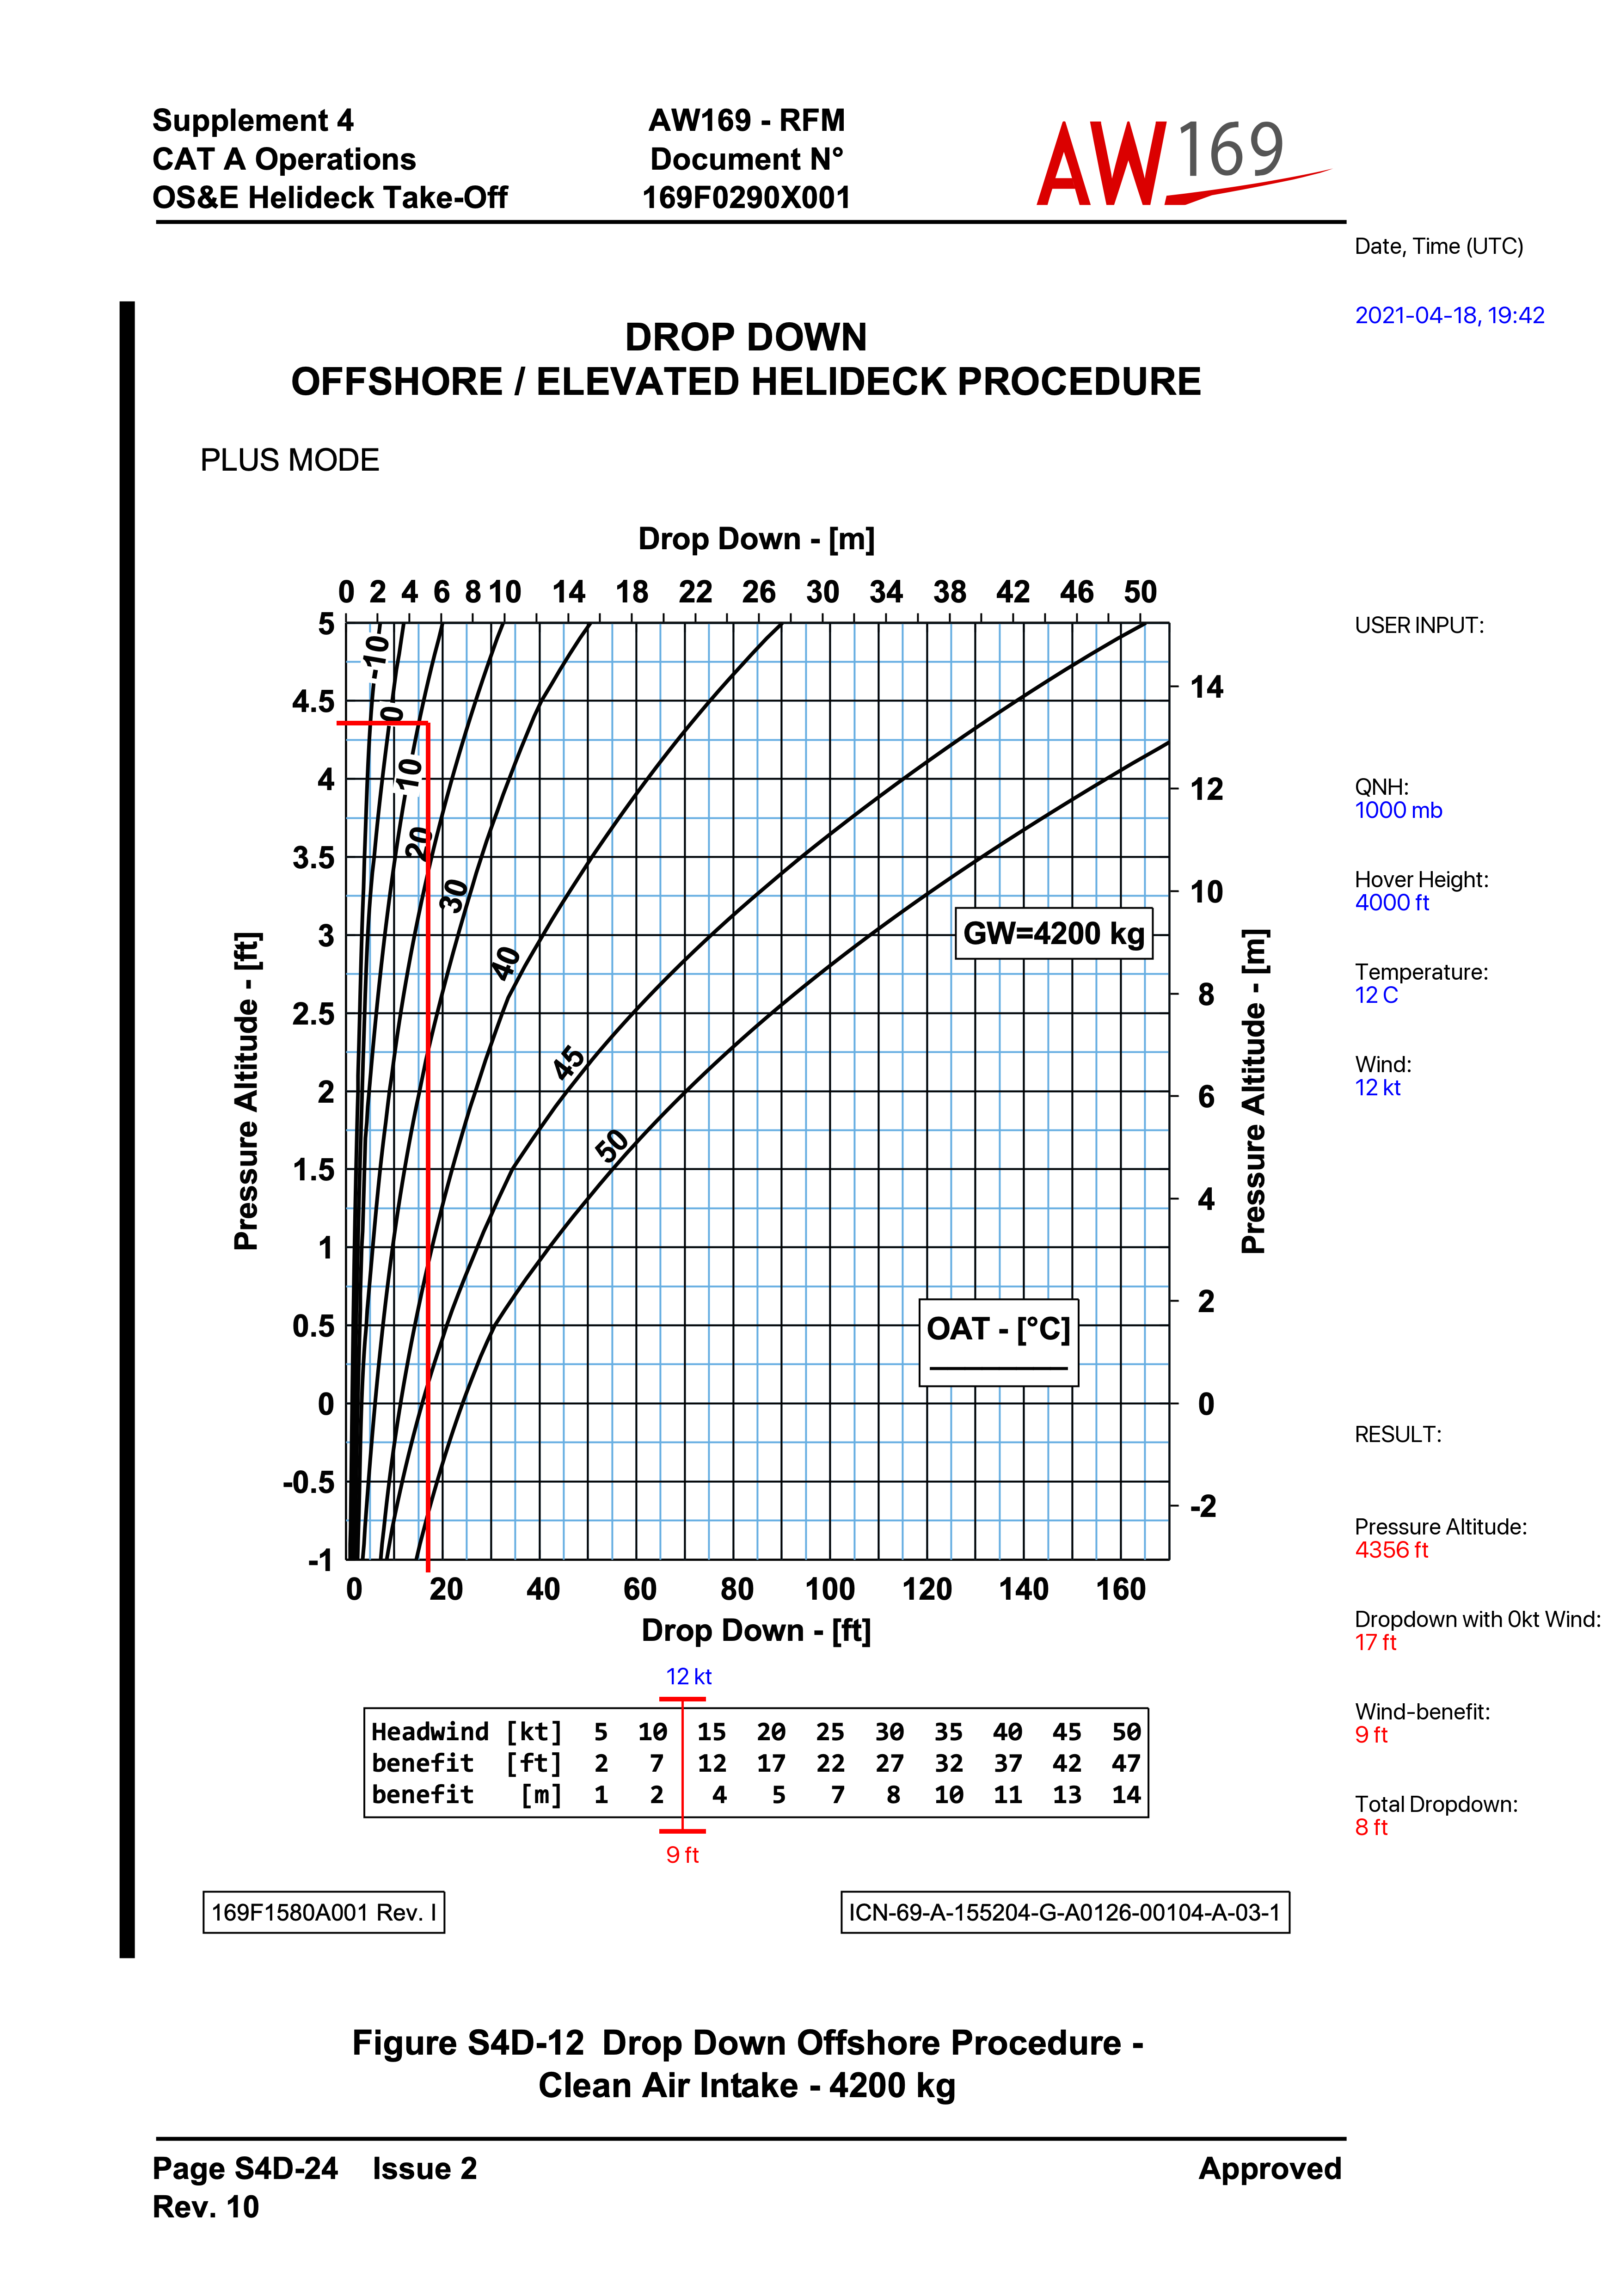 Supplement 4
CAT A Operations
OS&E Helideck Take-Off
AW169 - RFM
Document N°
169F0290X001
AW169
Date, Time (UTC)
2021-04-18, 19:42
DROP DOWN
OFFSHORE / ELEVATED HELIDECK PROCEDURE
PLUS MODE
Drop Down - [m]
0 2 4 6 8 10 14 18 22 26 30 34 38 42 46 50
5
4.5
4
3.5
3
2.5
2
1.5
1
0.5
0
-0.5
-1
Pressure Altitude - [ft]
-10
0
10
20
30
40
45
50
GW=4200 kg
OAT - [°C]
14
12
10
8
6
4
2
0
-2
Pressure Altitude - [m]
0 20 40 60 80 100 120 140 160
Drop Down - [ft]
12 kt
Headwind [kt] 5 10 15 20 25 30 35 40 45 50
benefit [ft] 2 7 12 17 22 27 32 37 42 47
benefit [m] 1 2 4 5 7 8 10 11 13 14
9 ft
USER INPUT:
QNH:
1000 mb
Hover Height:
4000 ft
Temperature:
12 C
Wind:
12 kt
RESULT:
Pressure Altitude:
4356 ft
Dropdown with 0kt Wind:
17 ft
Wind-benefit:
9 ft
Total Dropdown:
8 ft
169F1580A001 Rev. I
ICN-69-A-155204-G-A0126-00104-A-03-1
Figure S4D-12 Drop Down Offshore Procedure -
Clean Air Intake - 4200 kg
Page S4D-24 Issue 2
Rev. 10
Approved